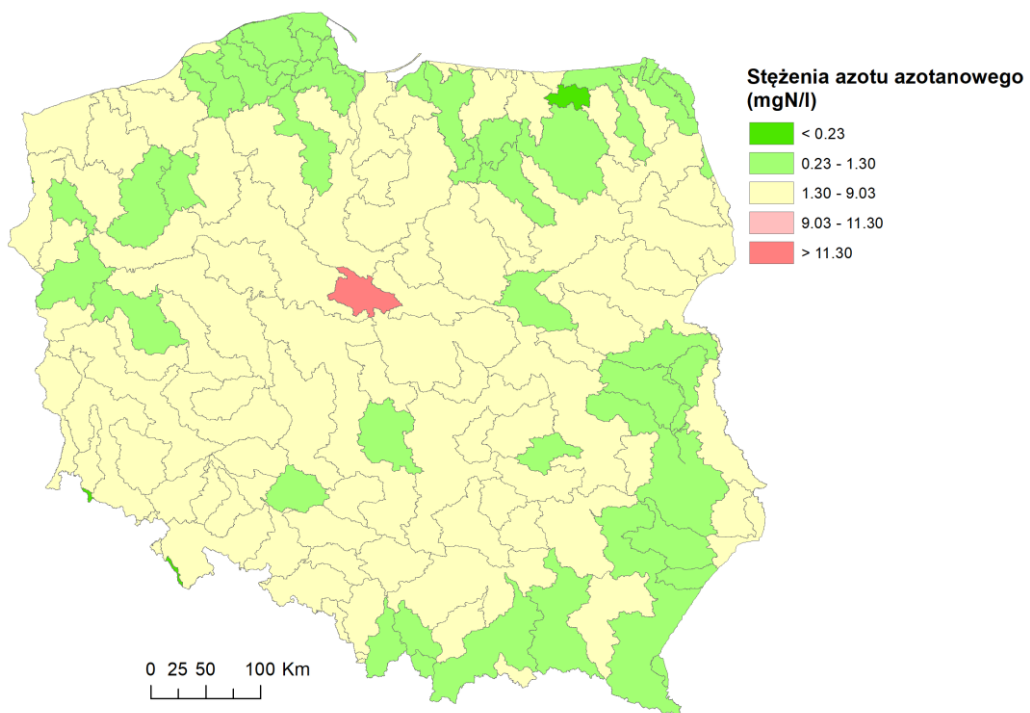 Stężenia azotu azotanowego
(mgN/l)
< 0.23
0.23 - 1.30
1.30 - 9.03
9.03 - 11.30
> 11.30
0 25 50 100 Km